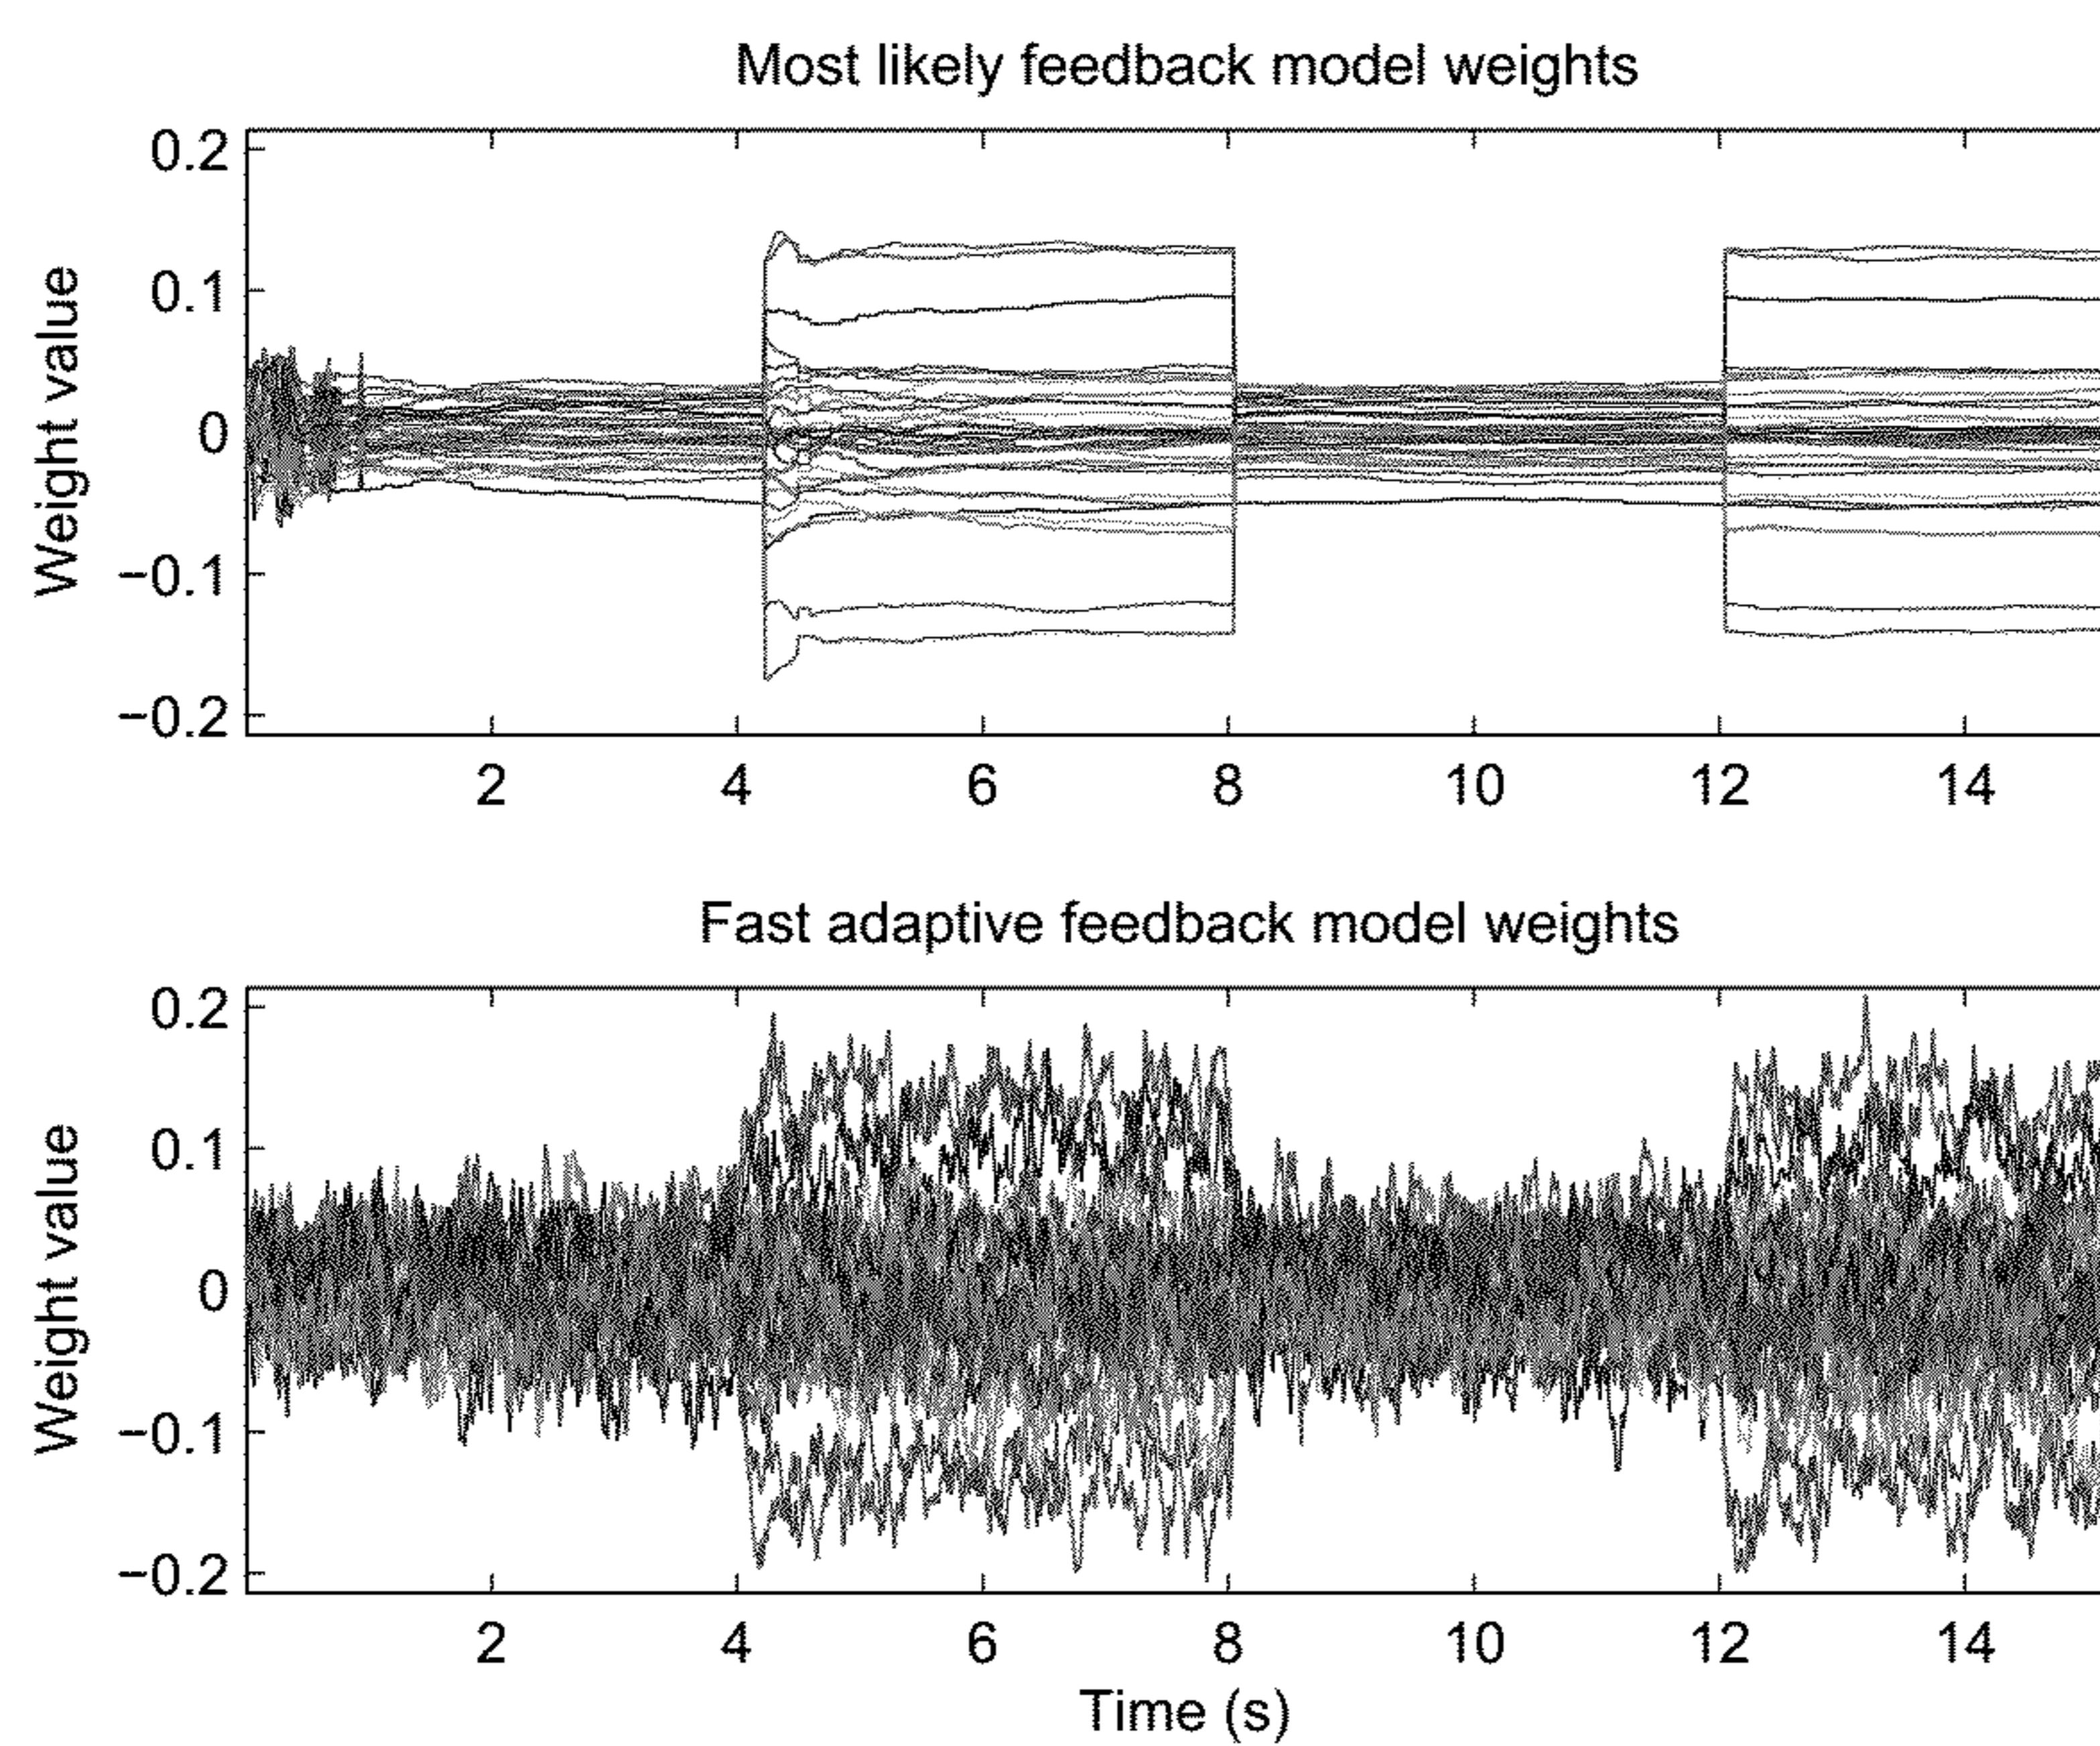 Most likely feedback model weights
Weight value
0.2
0.1
0
−0.1
−0.2
2 4 6 8 10 12 14
Fast adaptive feedback model weights
Weight value
0.2
0.1
0
−0.1
−0.2
2 4 6 8 10 12 14
Time (s)